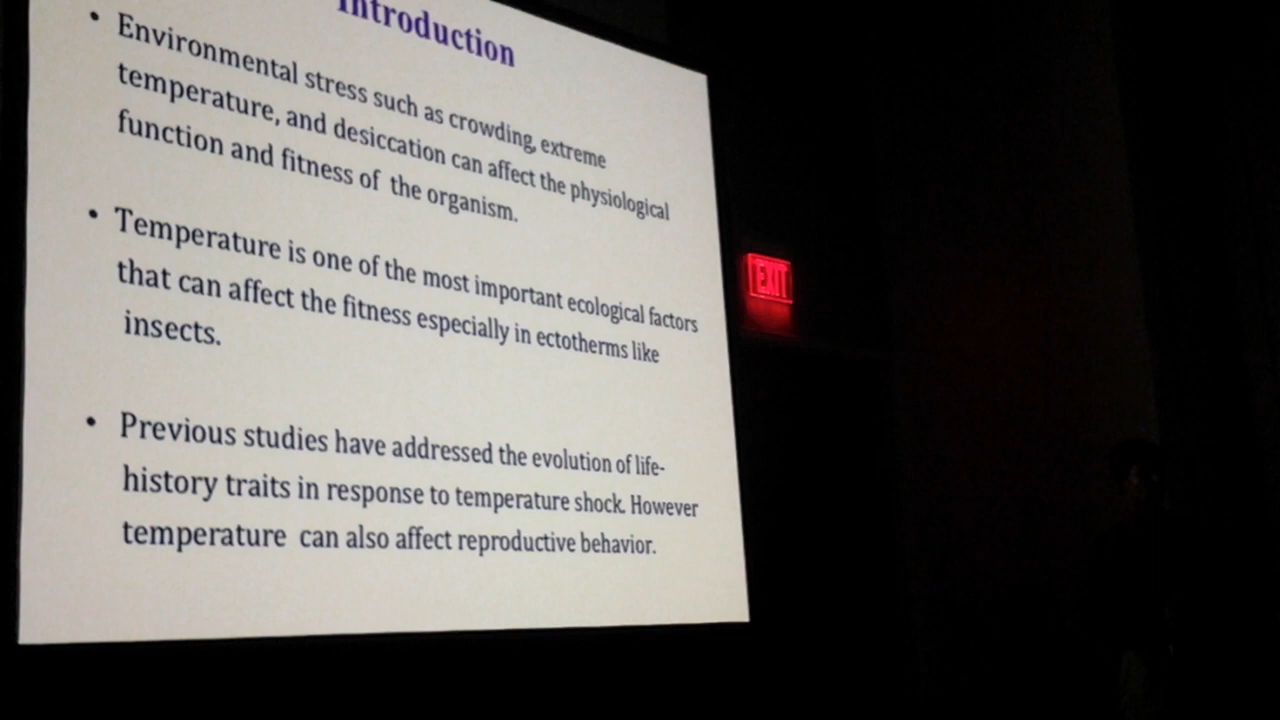 Introduction
• Environmental stress such as crowding, extreme
temperature, and desiccation can affect the physiological
function and fitness of the organism.
• Temperature is one of the most important ecological factors
that can affect the fitness especially in ectotherms like
insects.
• Previous studies have addressed the evolution of life-
history traits in response to temperature shock. However
temperature can also affect reproductive behavior.
EXIT